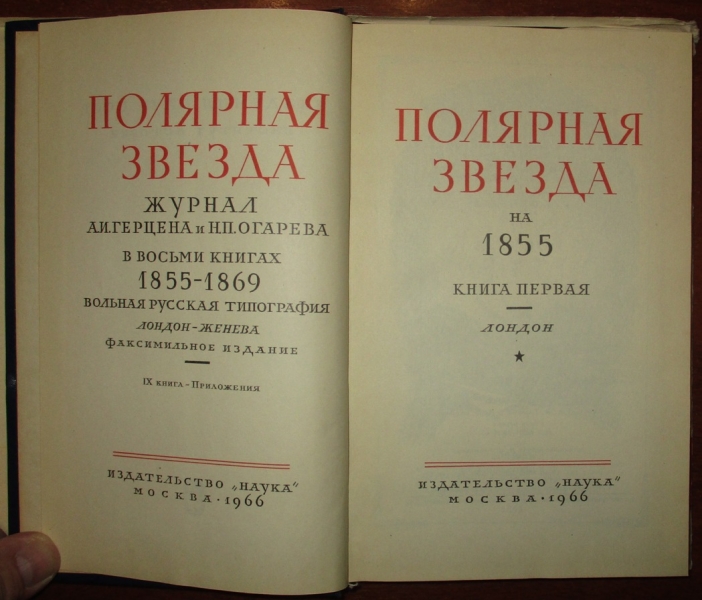 ПОЛЯРНАЯ
ЗВЕЗДА
ЖУРНАЛ
А.И.ГЕРЦЕНА и Н.П.ОГАРЕВА
В ВОСЬМИ КНИГАХ
1855-1869
ВОЛЬНАЯ РУССКАЯ ТИПОГРАФИЯ
ЛОНДОН-ЖЕНЕВА
ФАКСИМИЛЬНОЕ ИЗДАНИЕ
IX КНИГА - ПРИЛОЖЕНИЯ
ИЗДАТЕЛЬСТВО „НАУКА"
МОСКВА · 1966
ПОЛЯРНАЯ
ЗВЕЗДА
НА
1855
КНИГА ПЕРВАЯ
ЛОНДОН
ИЗДАТЕЛЬСТВО „НАУКА"
МОСКВА · 1966